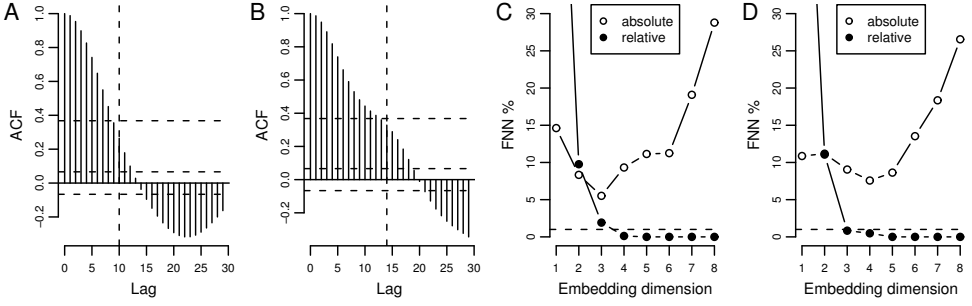 A
ACF
−0.2 0.0 0.2 0.4 0.6 0.8 1.0
0 5 10 15 20 25 30
Lag
B
ACF
−0.2 0.0 0.2 0.4 0.6 0.8 1.0
0 5 10 15 20 25 30
Lag
C
FNN %
0 5 10 15 20 25 30
absolute
relative
1 2 3 4 5 6 7 8
Embedding dimension
D
FNN %
0 5 10 15 20 25 30
absolute
relative
1 2 3 4 5 6 7 8
Embedding dimension